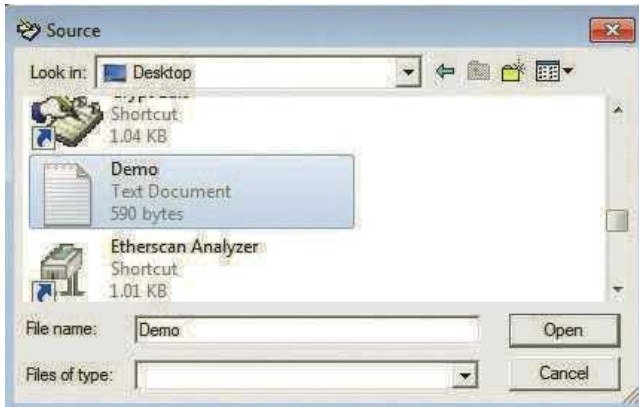 Source
Look in: Desktop
Shortcut
1.04 KB
Demo
Text Document
590 bytes
Etherscan Analyzer
Shortcut
1.01 KB
File name: Demo Open
Files of type: Cancel